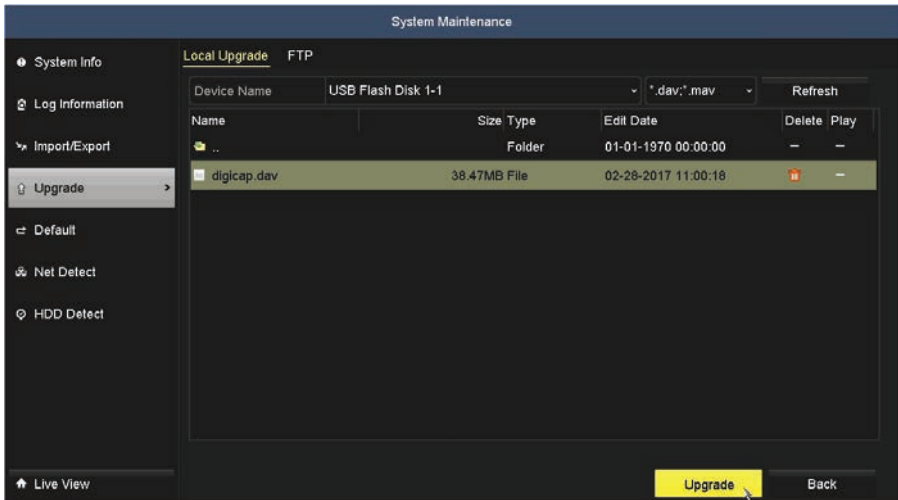 System Maintenance
System Info
Log Information
Import/Export
Upgrade >
Default
Net Detect
HDD Detect
Live View
Local Upgrade FTP
Device Name USB Flash Disk 1-1 *.dav;*.mav Refresh
Name Size Type Edit Date Delete Play
.. Folder 01-01-1970 00:00:00 – –
digicap.dav 38.47MB File 02-28-2017 11:00:18 –
Upgrade Back